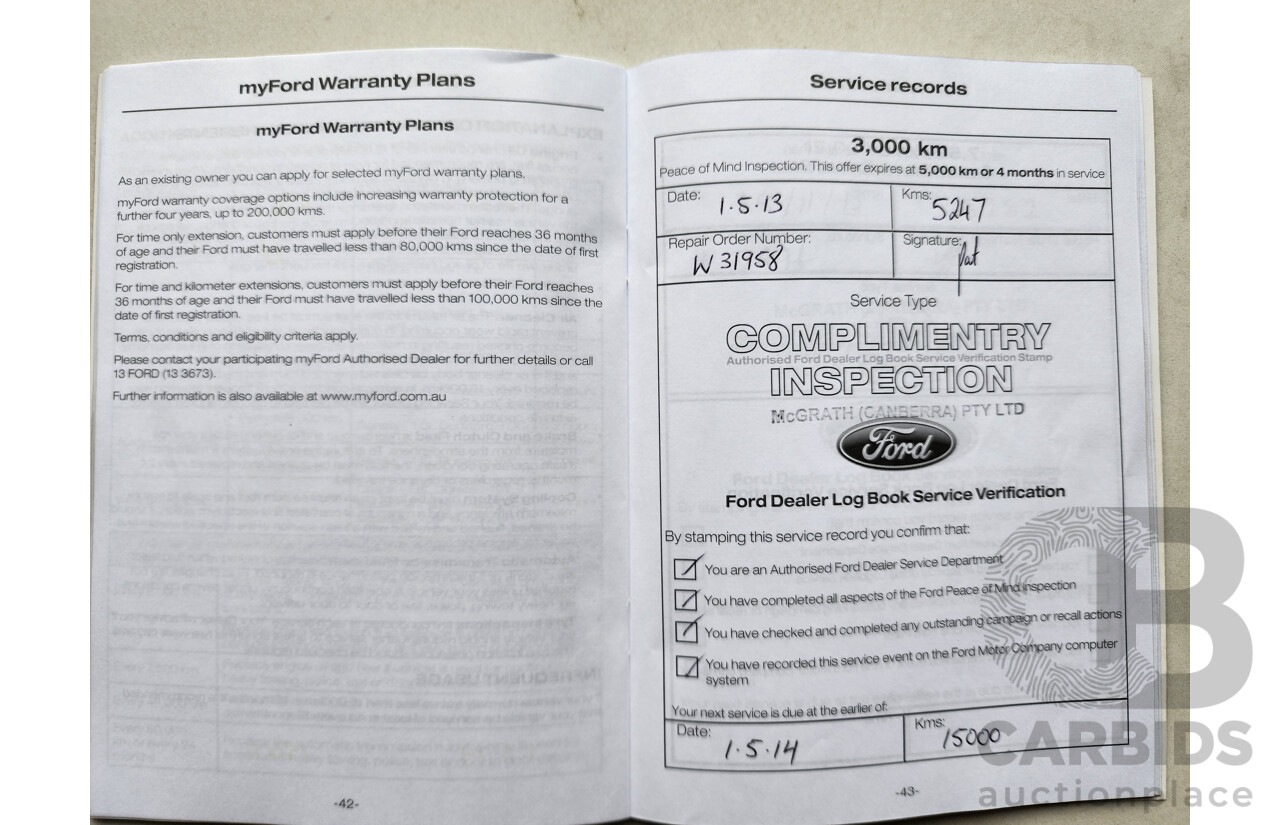 myFord Warranty Plans
myFord Warranty Plans
As an existing owner you can apply for selected myFord warranty plans.
myFord warranty coverage options include increasing warranty protection for a
further four years, up to 200,000 kms.
For time only extension, customers must apply before their Ford reaches 36 months
of age and their Ford must have travelled less than 80,000 kms since the date of first
registration.
For time and kilometer extensions, customers must apply before their Ford reaches
36 months of age and their Ford must have travelled less than 100,000 kms since the
date of first registration.
Terms, conditions and eligibility criteria apply.
Please contact your participating myFord Authorised Dealer for further details or call
13 FORD (13 3673).
Further information is also available at www.myford.com.au
-42-
Service records
3,000 km
Peace of Mind Inspection. This offer expires at 5,000 km or 4 months in service
Date: 1.5.13 Kms: 5247
Repair Order Number: W 31958 Signature: Pat
Service Type
COMPLIMENTRY
Authorised Ford Dealer Log Book Service Verification Stamp
INSPECTION
McGRATH (CANBERRA) PTY LTD
Ford
Ford Dealer Log Book Service Verification
By stamping this service record you confirm that:
You are an Authorised Ford Dealer Service Department
You have completed all aspects of the Ford Peace of Mind inspection
You have checked and completed any outstanding campaign or recall actions
You have recorded this service event on the Ford Motor Company computer
system
Your next service is due at the earlier of:
Date: 1.5.14 Kms: 15000
-43-
CB
CARBIDS
auctionplace